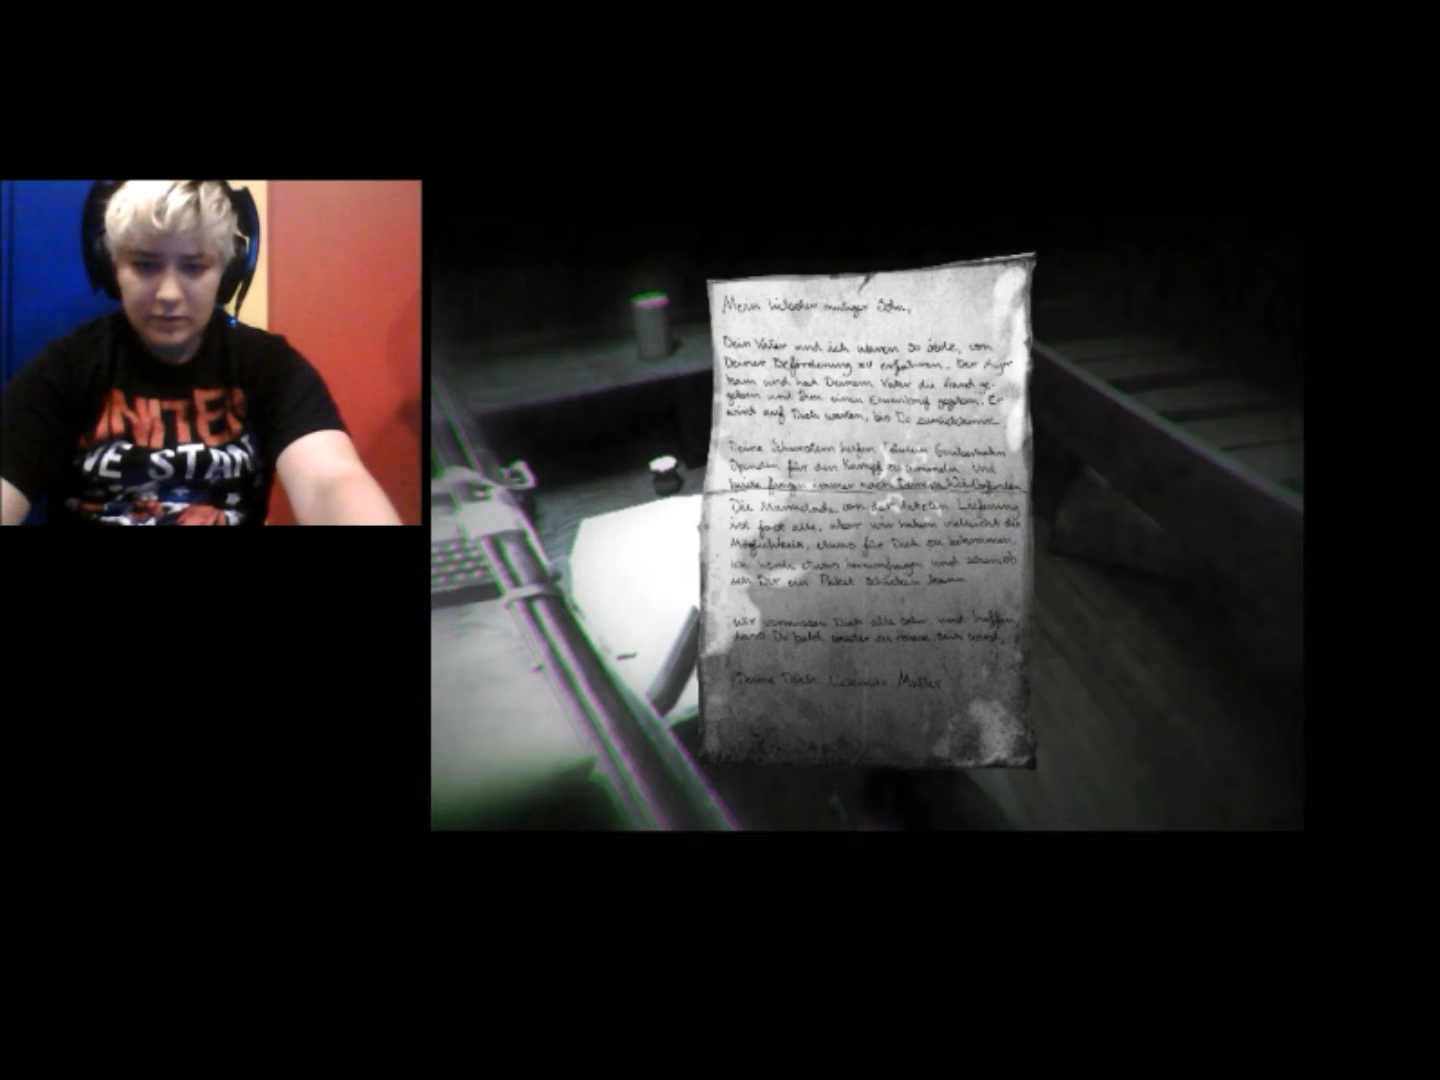 UNITED
WE STAND
Mein liebster mutiger Sohn,
Dein Vater und ich waren so stolz, von
Deiner Beförderung zu erfahren. Der
kam und hat Deinem Vater die Hand ge-
geben und ihm einen gegeben. Er
wird auf Dich warten, bis Du zurückkommst.
Deine Schwestern helfen
Spenden für den Kampf zu sammeln. Und
beide fragen immer nach
Die Marmelade von der letzten Lieferung
ist fast alle, aber wir haben vielleicht die
Möglichkeit, etwas für Dich zu bekommen.
Ich werde etwas herumfragen und sehen, ob
ich Dir ein Paket schicken kann
Wir vermissen Dich alle sehr und hoffen,
dass Du bald wieder zu Hause sein wirst,
Deine Dich liebende Mutter